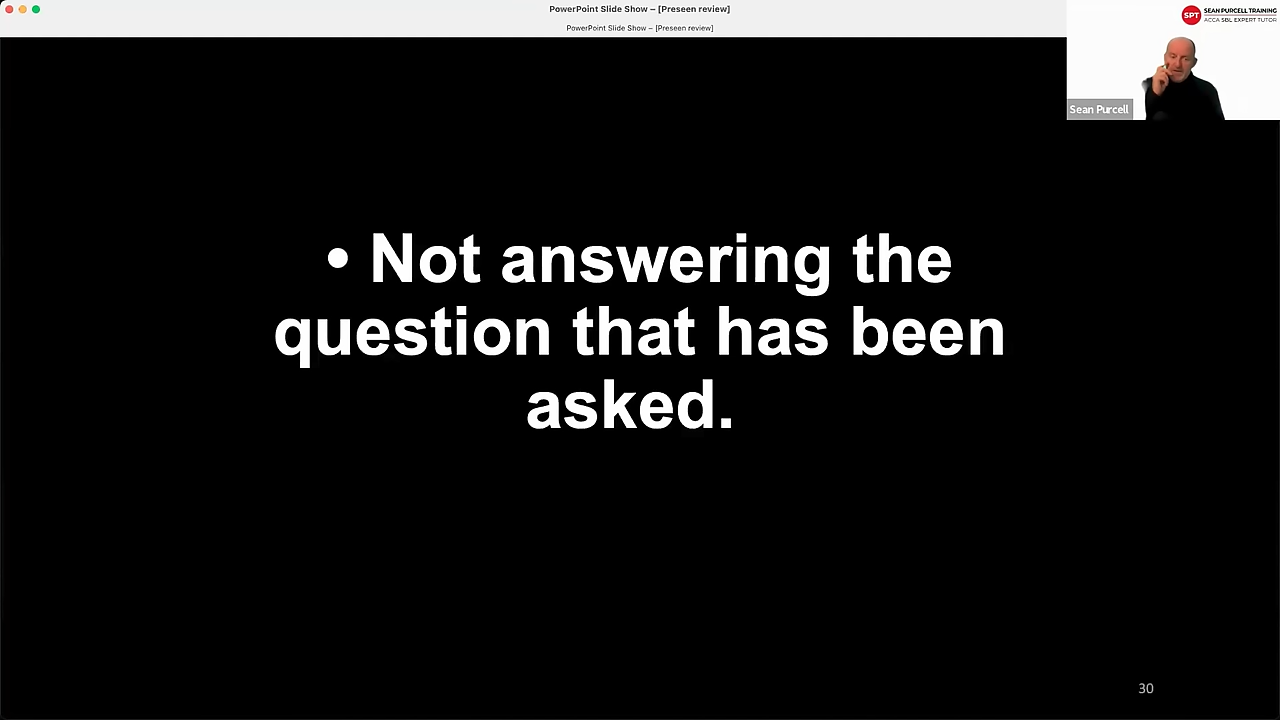 PowerPoint Slide Show – [Preseen review]
PowerPoint Slide Show – [Preseen review]
SPT
SEAN PURCELL TRAINING
ACCA SBL EXPERT TUTOR
Sean Purcell
• Not answering the
question that has been
asked.
30